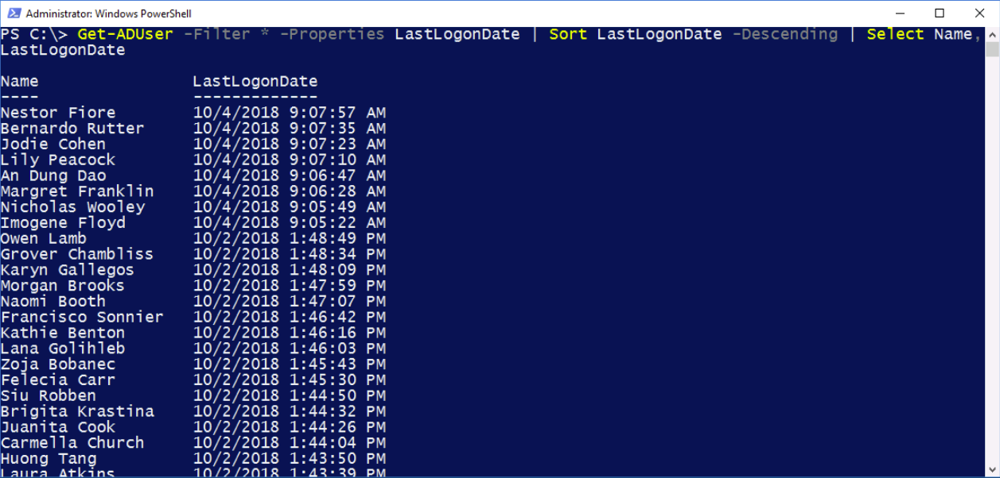 Administrator: Windows PowerShell
PS C:\> Get-ADUser -Filter * -Properties LastLogonDate | Sort LastLogonDate -Descending | Select Name,
LastLogonDate
Name LastLogonDate
---- -------------
Nestor Fiore 10/4/2018 9:07:57 AM
Bernardo Rutter 10/4/2018 9:07:35 AM
Jodie Cohen 10/4/2018 9:07:23 AM
Lily Peacock 10/4/2018 9:07:10 AM
An Dung Dao 10/4/2018 9:06:47 AM
Margret Franklin 10/4/2018 9:06:28 AM
Nicholas Wooley 10/4/2018 9:05:49 AM
Imogene Floyd 10/4/2018 9:05:22 AM
Owen Lamb 10/2/2018 1:48:49 PM
Grover Chambliss 10/2/2018 1:48:34 PM
Karyn Gallegos 10/2/2018 1:48:09 PM
Morgan Brooks 10/2/2018 1:47:59 PM
Naomi Booth 10/2/2018 1:47:07 PM
Francisco Sonnier 10/2/2018 1:46:42 PM
Kathie Benton 10/2/2018 1:46:16 PM
Lana Golihleb 10/2/2018 1:46:03 PM
Zoja Bobanec 10/2/2018 1:45:43 PM
Felecia Carr 10/2/2018 1:45:30 PM
Siu Robben 10/2/2018 1:44:50 PM
Brigita Krastina 10/2/2018 1:44:32 PM
Juanita Cook 10/2/2018 1:44:26 PM
Carmella Church 10/2/2018 1:44:04 PM
Huong Tang 10/2/2018 1:43:50 PM
Laura Atkins 10/2/2018 1:43:39 PM